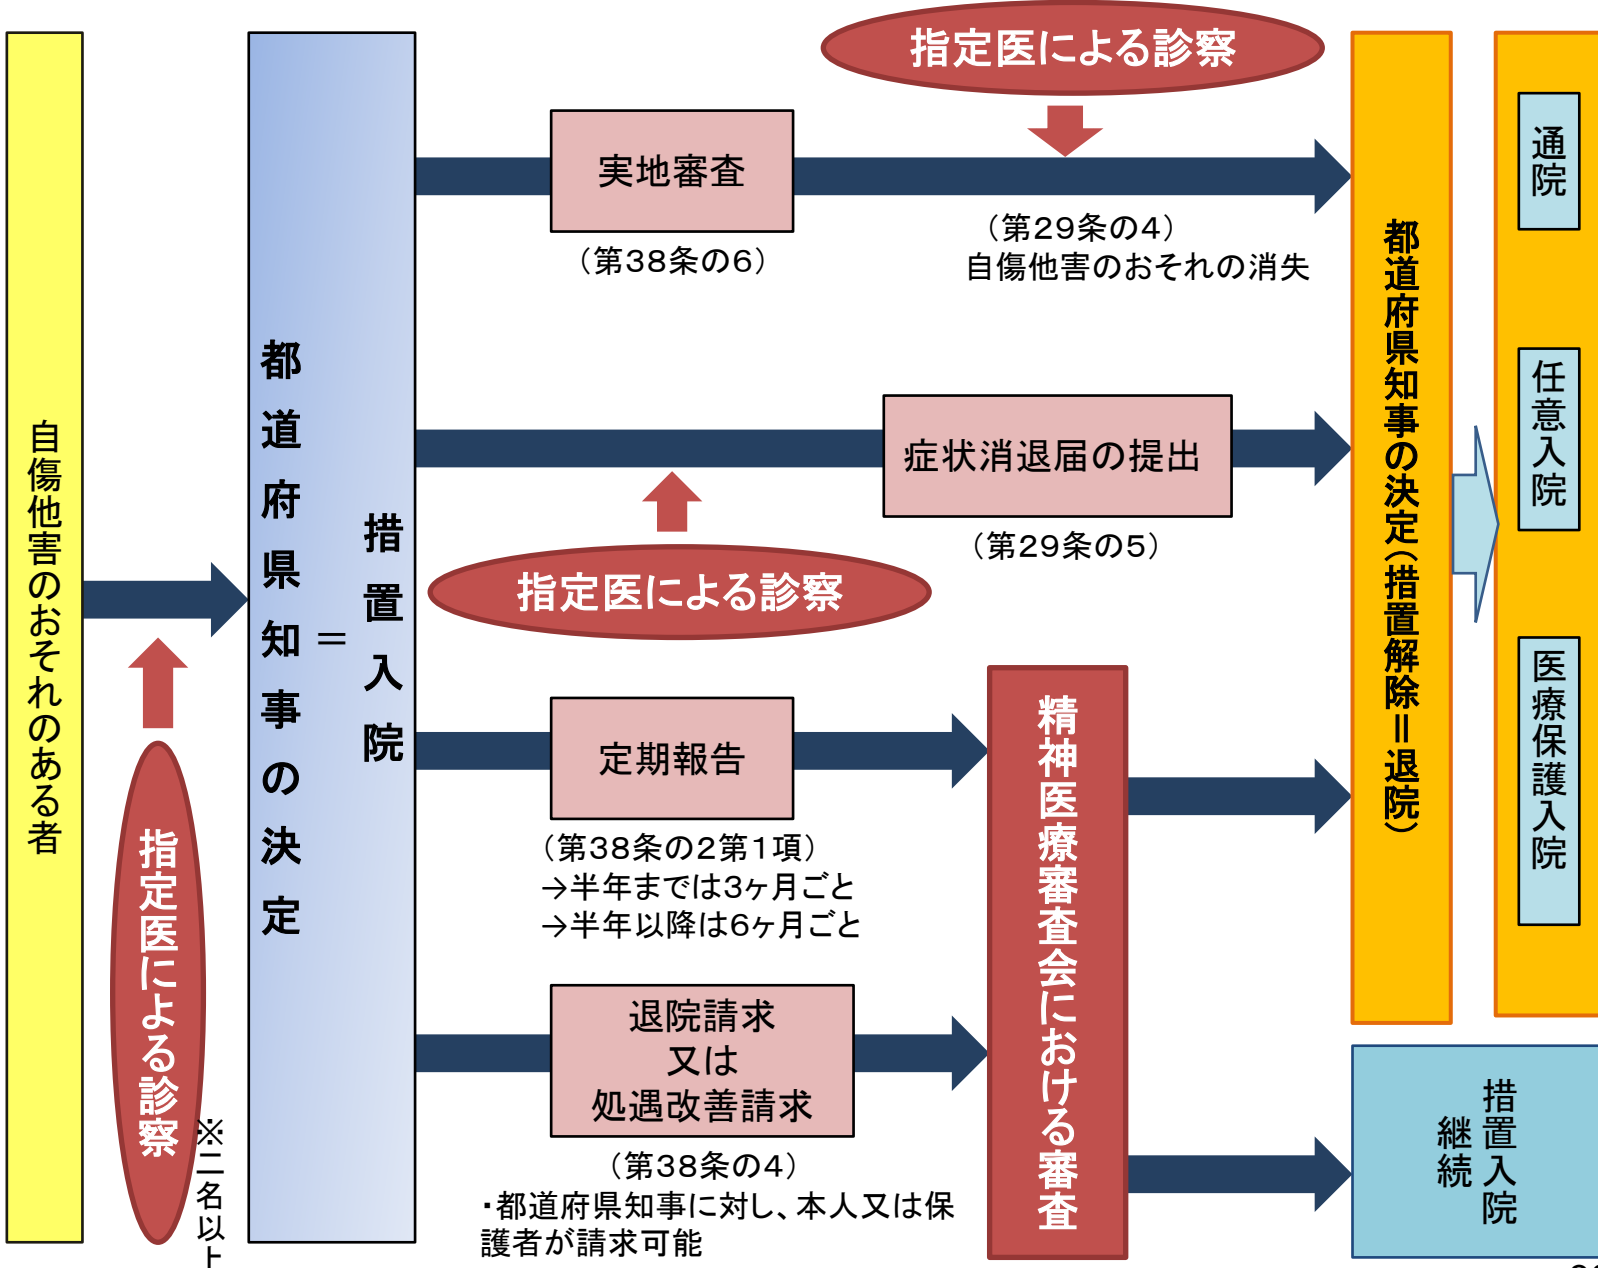 自傷他害のおそれのある者
指定医による診察
※二名以上
都道府県知事の決定
＝
措置入院
指定医による診察
実地審査
（第38条の6）
（第29条の4）
自傷他害のおそれの消失
症状消退届の提出
（第29条の5）
指定医による診察
定期報告
（第38条の2第1項）
→半年までは3ヶ月ごと
→半年以降は6ヶ月ごと
退院請求
又は
処遇改善請求
（第38条の4）
・都道府県知事に対し、本人又は保
護者が請求可能
精神医療審査会における審査
都道府県知事の決定（措置解除＝退院）
通院
任意入院
医療保護入院
措置入院
継続